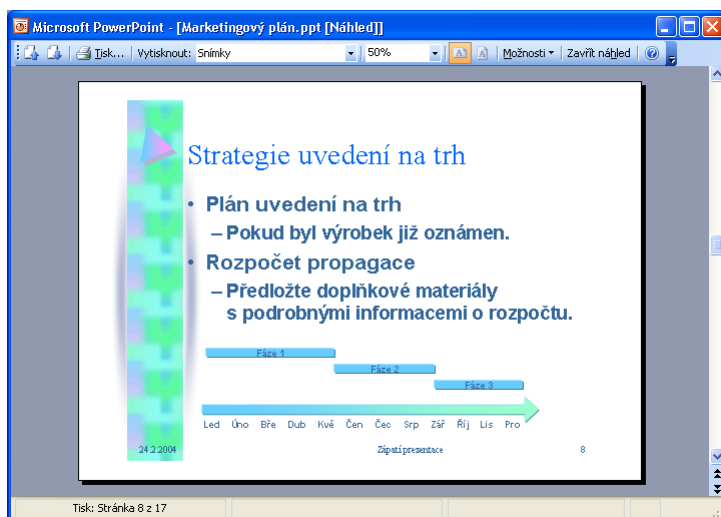 Microsoft PowerPoint - [Marketingový plán.ppt [Náhled]]
Tisk... Vytisknout: Snímky 50% Možnosti Zavřít náhled
Strategie uvedení na trh
• Plán uvedení na trh
– Pokud byl výrobek již oznámen.
• Rozpočet propagace
– Předložte doplňkové materiály
s podrobnými informacemi o rozpočtu.
Fáze 1
Fáze 2
Fáze 3
Led Úno Bře Dub Kvě Čen Čec Srp Zář Říj Lis Pro
24.2.2004 Zápatí prezentace 8
Tisk: Stránka 8 z 17